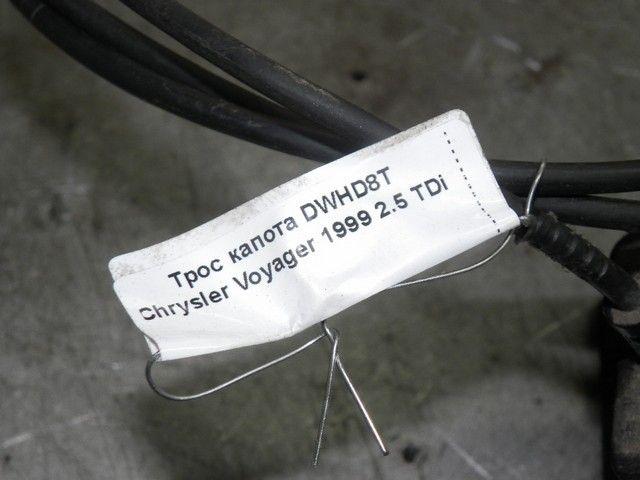 Трос капота DWHD8T
Chrysler Voyager 1999 2.5 TDi